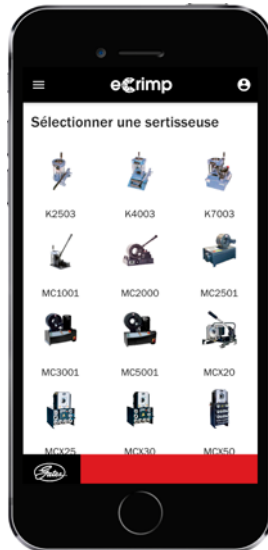 eCrimp
Sélectionner une sertisseuse
K2503 K4003 K7003
MC1001 MC2000 MC2501
MC3001 MC5001 MCX20
MCX25 MCX30 MCX50
Gates